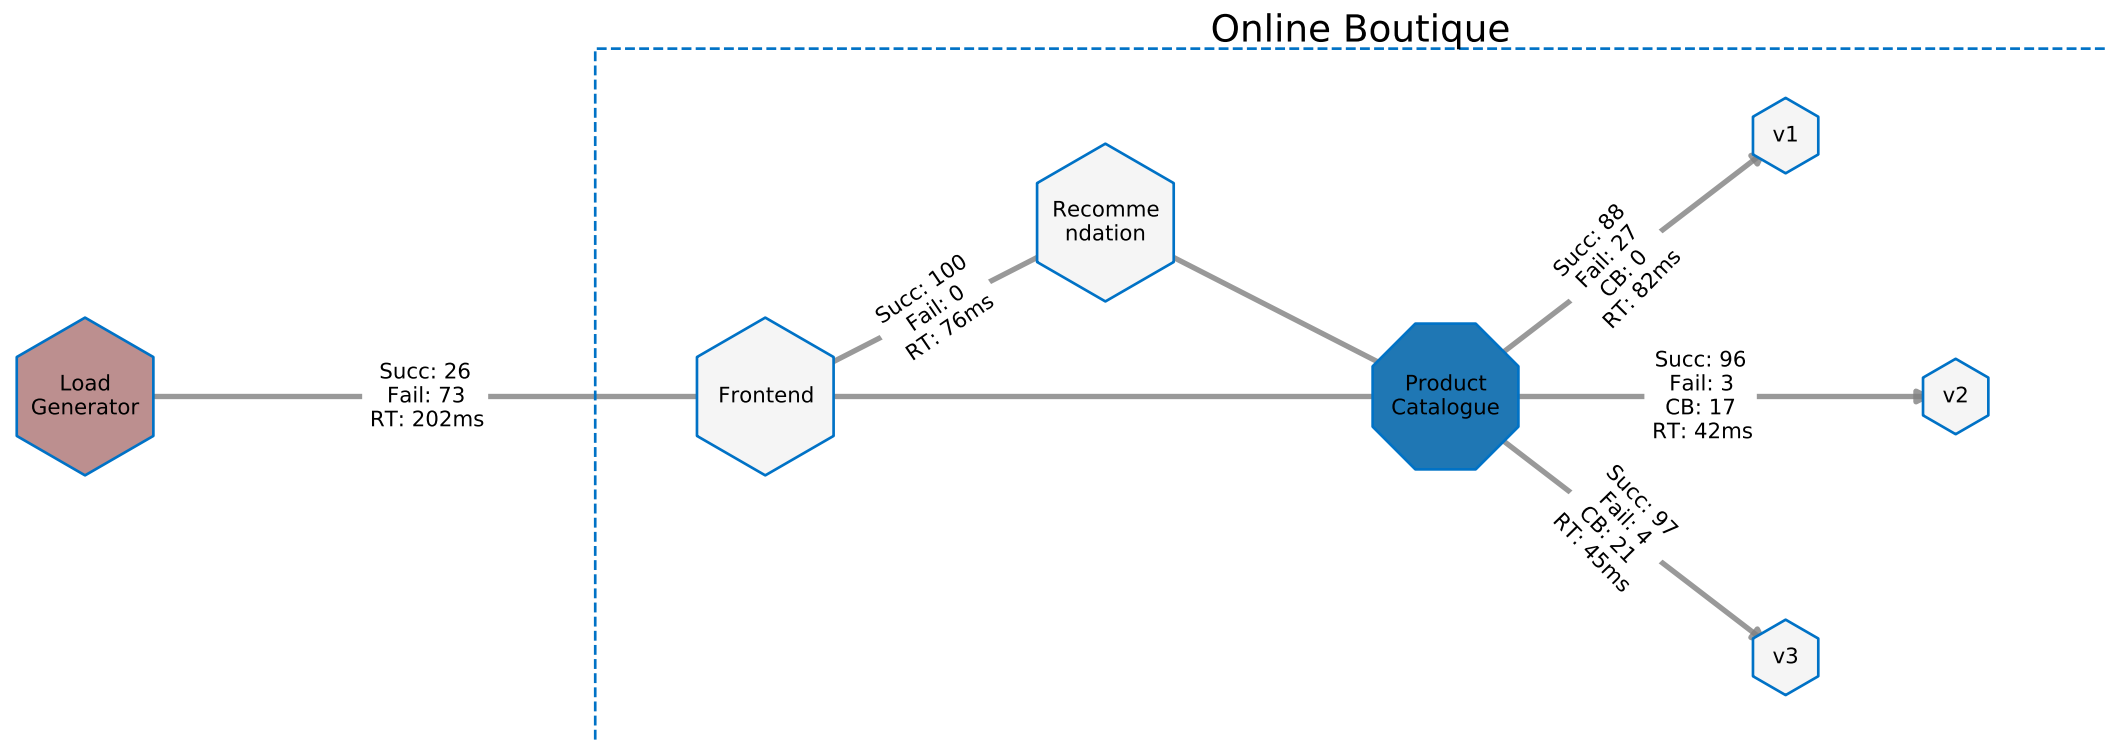 Online Boutique
Load
Generator
Succ: 26
Fail: 73
RT: 202ms
Frontend
Succ: 100
Fail: 0
RT: 76ms
Recomme
ndation
Product
Catalogue
Succ: 88
Fail: 27
CB: 0
RT: 82ms
v1
Succ: 96
Fail: 3
CB: 17
RT: 42ms
v2
Succ: 97
Fail: 4
CB: 21
RT: 45ms
v3